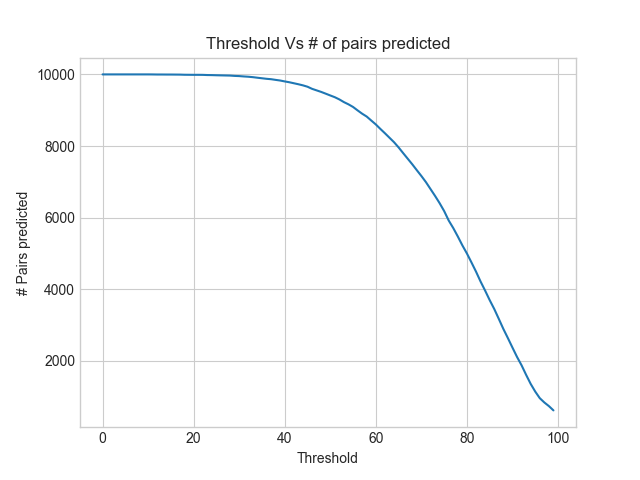 Threshold Vs # of pairs predicted
10000
8000
6000
4000
2000
# Pairs predicted
0 20 40 60 80 100
Threshold